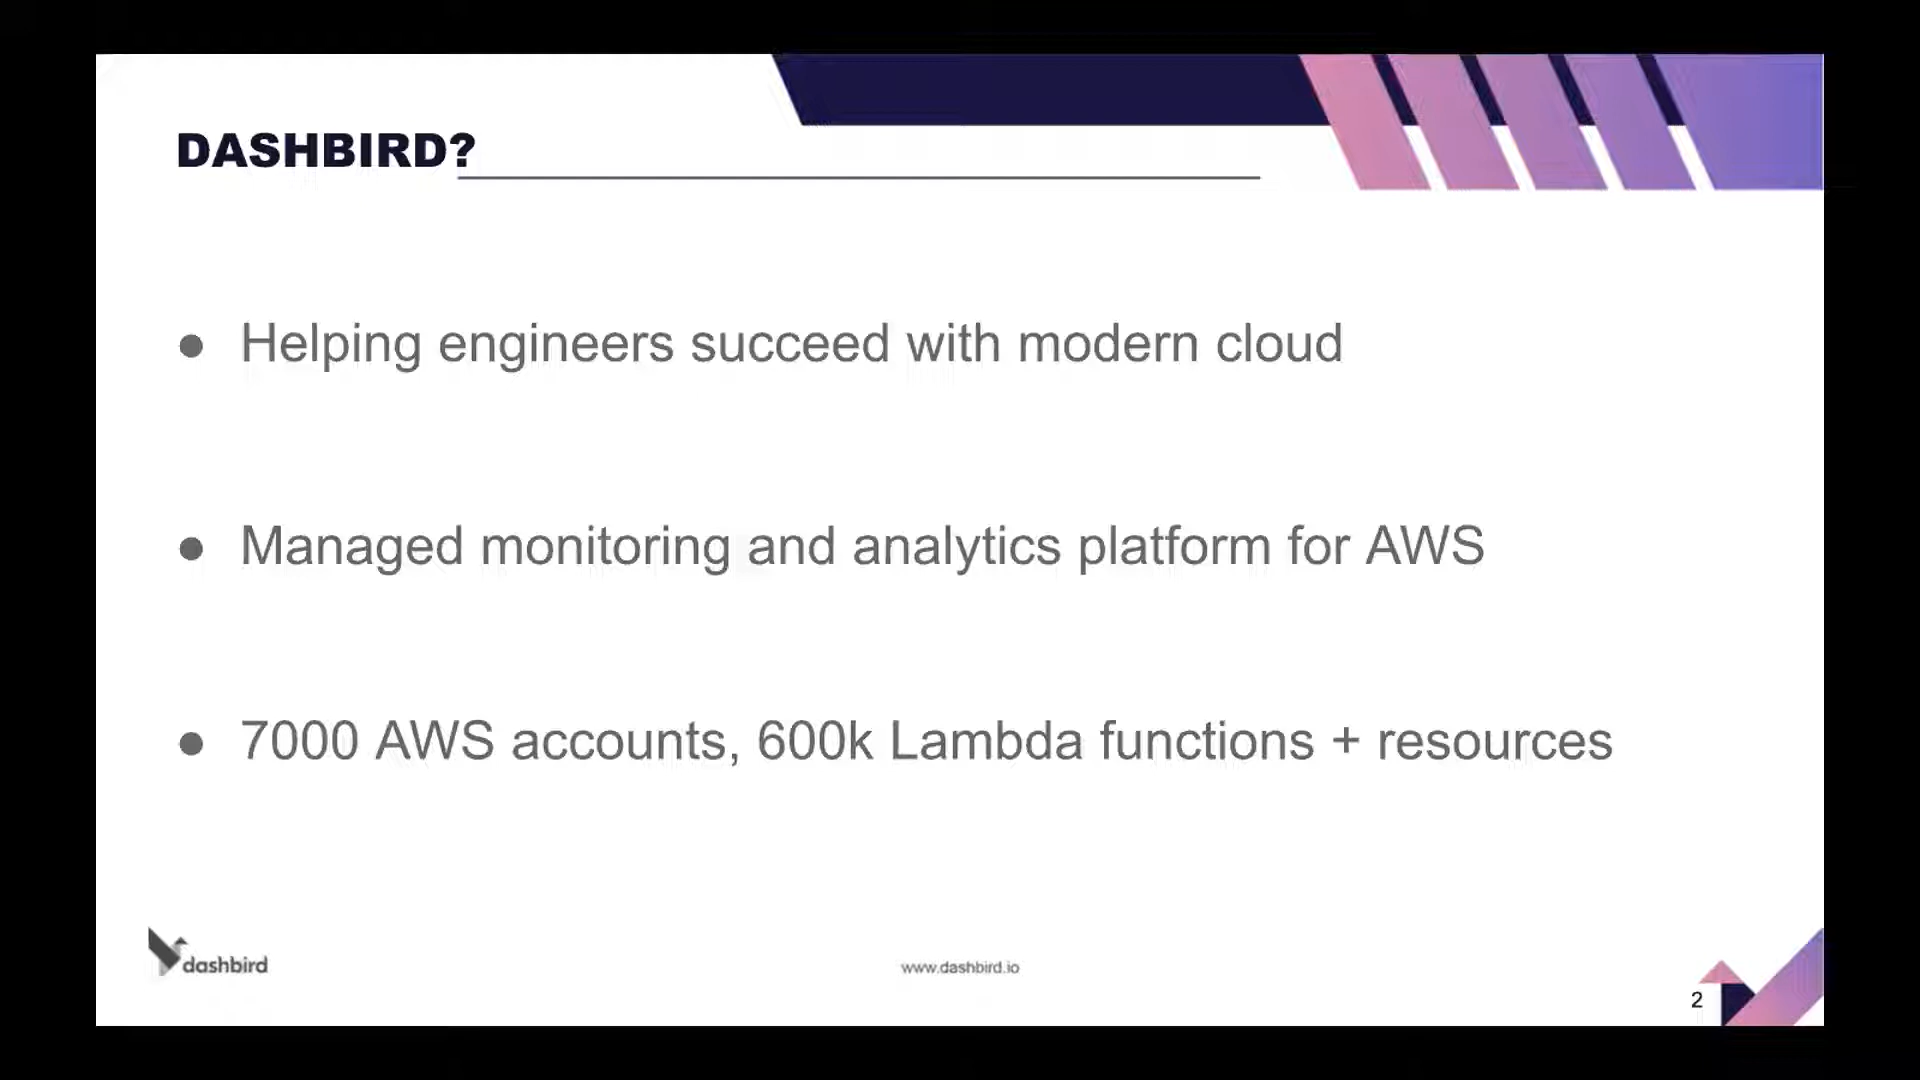 DASHBIRD?
● Helping engineers succeed with modern cloud
● Managed monitoring and analytics platform for AWS
● 7000 AWS accounts, 600k Lambda functions + resources
dashbird
www.dashbird.io
2